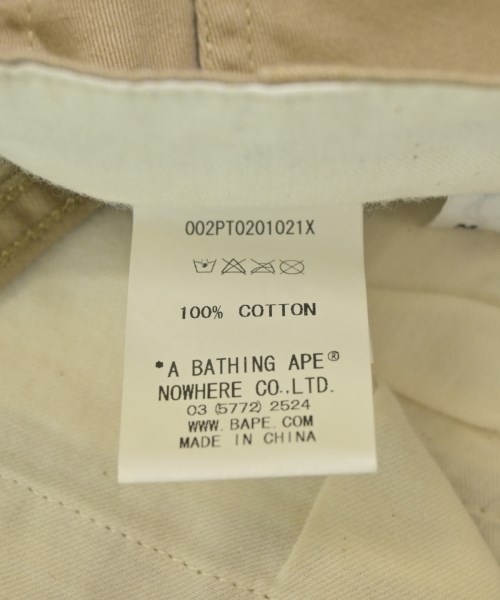 002PT0201021X
100% COTTON
*A BATHING APE®
NOWHERE CO.,LTD.
03 (5772) 2524
WWW. BAPE. COM
MADE IN CHINA